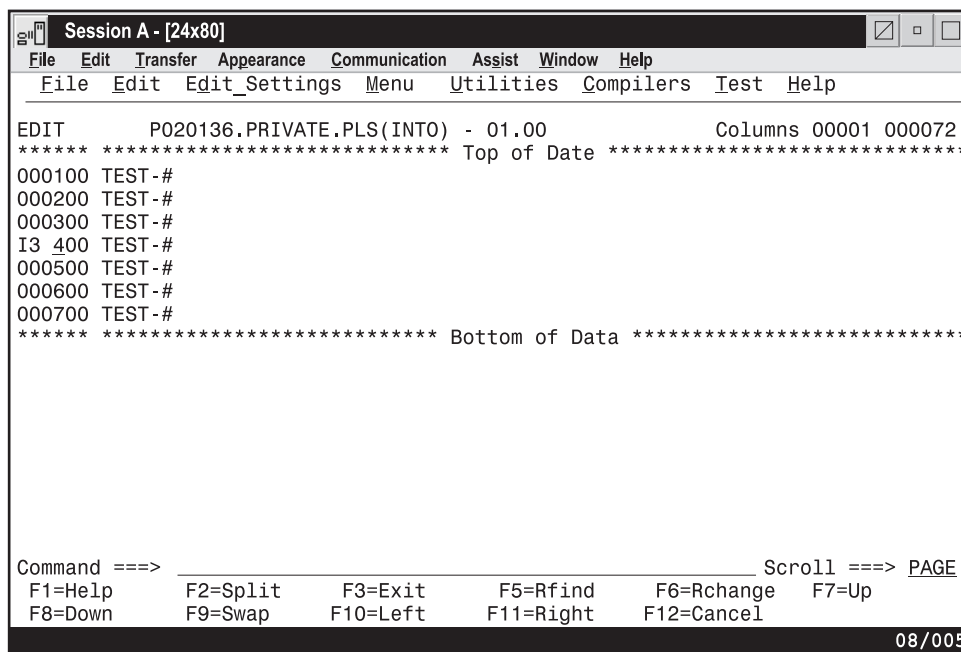 Session A - [24x80]
File Edit Transfer Appearance Communication Assist Window Help
File Edit Edit_Settings Menu Utilities Compilers Test Help
EDIT PO20136.PRIVATE.PLS(INTO) - 01.00 Columns 00001 000072
****** ***************************** Top of Date ******************************
000100 TEST-#
000200 TEST-#
000300 TEST-#
I3 400 TEST-#
000500 TEST-#
000600 TEST-#
000700 TEST-#
****** **************************** Bottom of Data ****************************
Command ===> Scroll ===> PAGE
F1=Help F2=Split F3=Exit F5=Rfind F6=Rchange F7=Up
F8=Down F9=Swap F10=Left F11=Right F12=Cancel
08/005